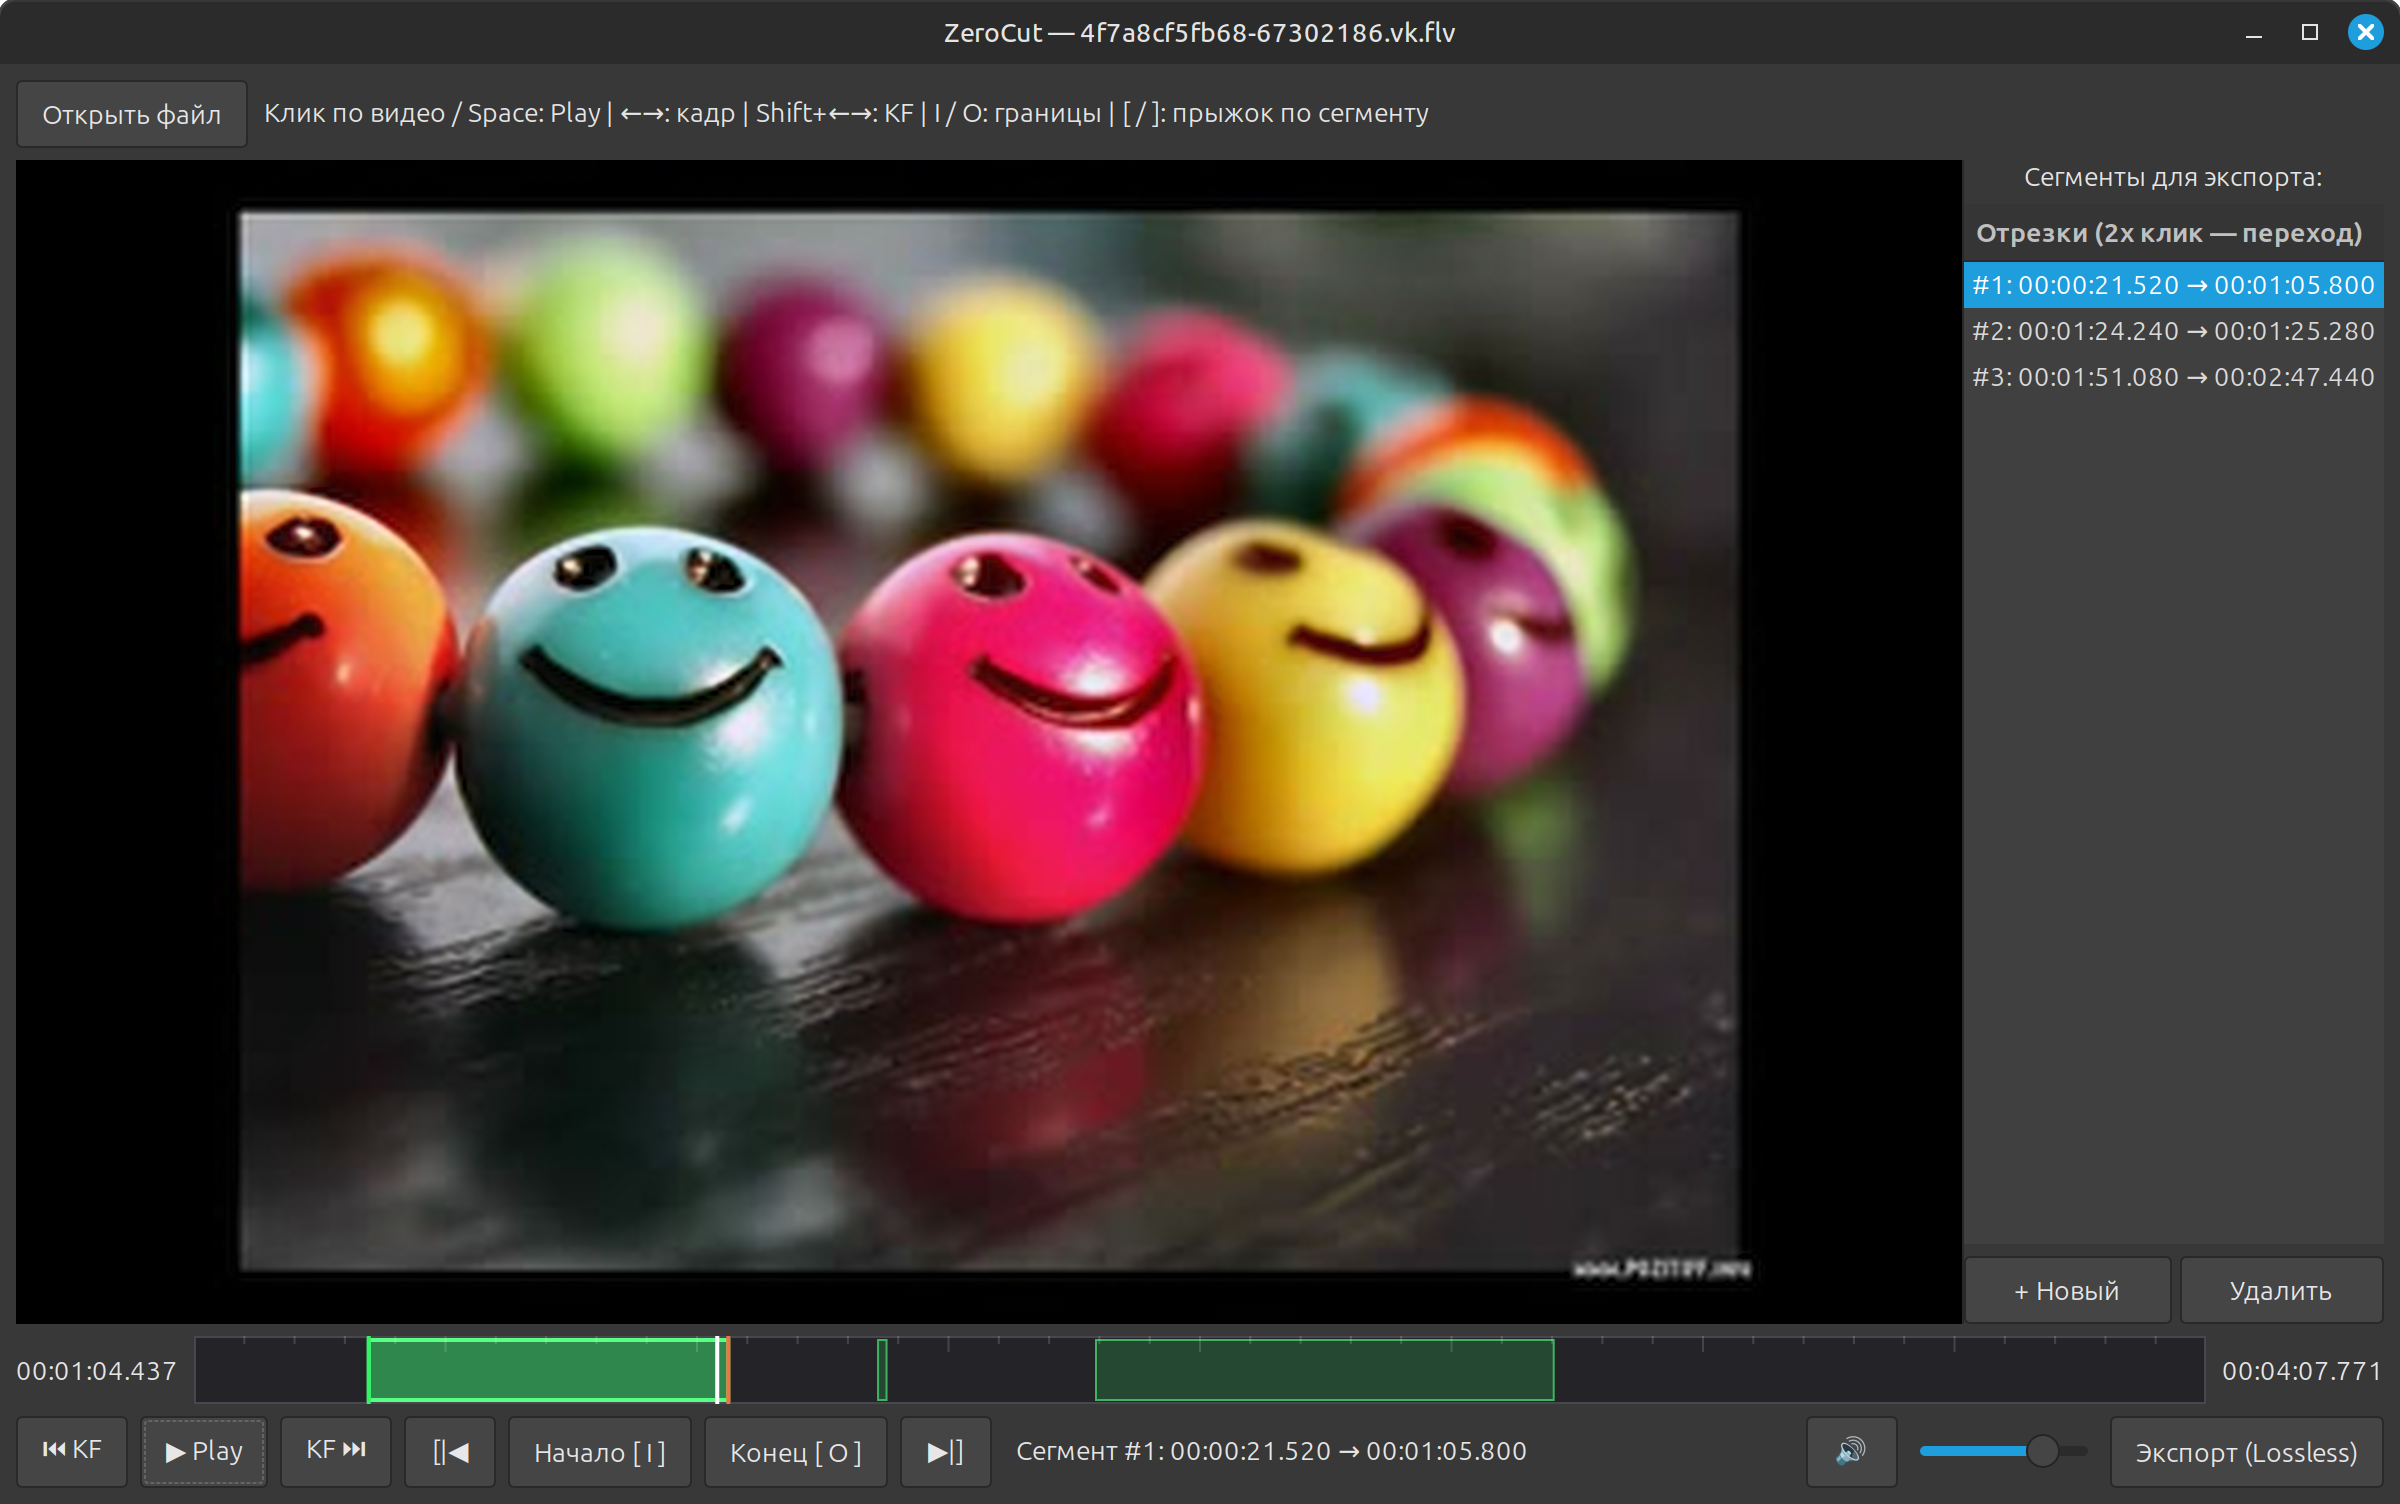 ZeroCut — 4f7a8cf5fb68-67302186.vk.flv
Открыть файл
Клик по видео / Space: Play | ←→: кадр | Shift+←→: KF | I / O: границы | [ / ]: прыжок по сегменту
Сегменты для экспорта:
Отрезки (2x клик — переход)
#1: 00:00:21.520 → 00:01:05.800
#2: 00:01:24.240 → 00:01:25.280
#3: 00:01:51.080 → 00:02:47.440
www.POZITOV.info
+ Новый
Удалить
00:01:04.437
00:04:07.771
⏮ KF
▶ Play
KF ⏭
[|◀
Начало [ I ]
Конец [ O ]
▶|]
Сегмент #1: 00:00:21.520 → 00:01:05.800
Экспорт (Lossless)